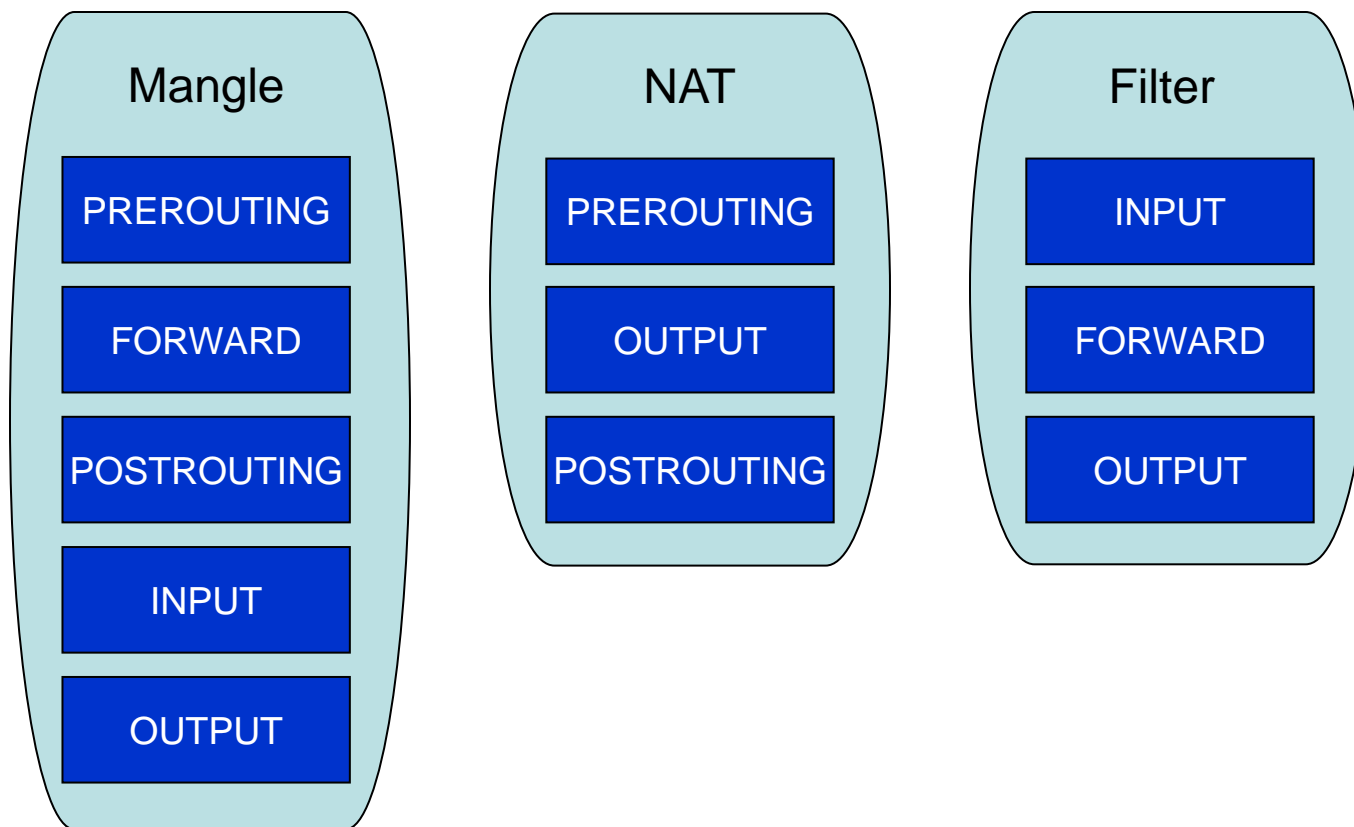 Mangle
PREROUTING
FORWARD
POSTROUTING
INPUT
OUTPUT
NAT
PREROUTING
OUTPUT
POSTROUTING
Filter
INPUT
FORWARD
OUTPUT